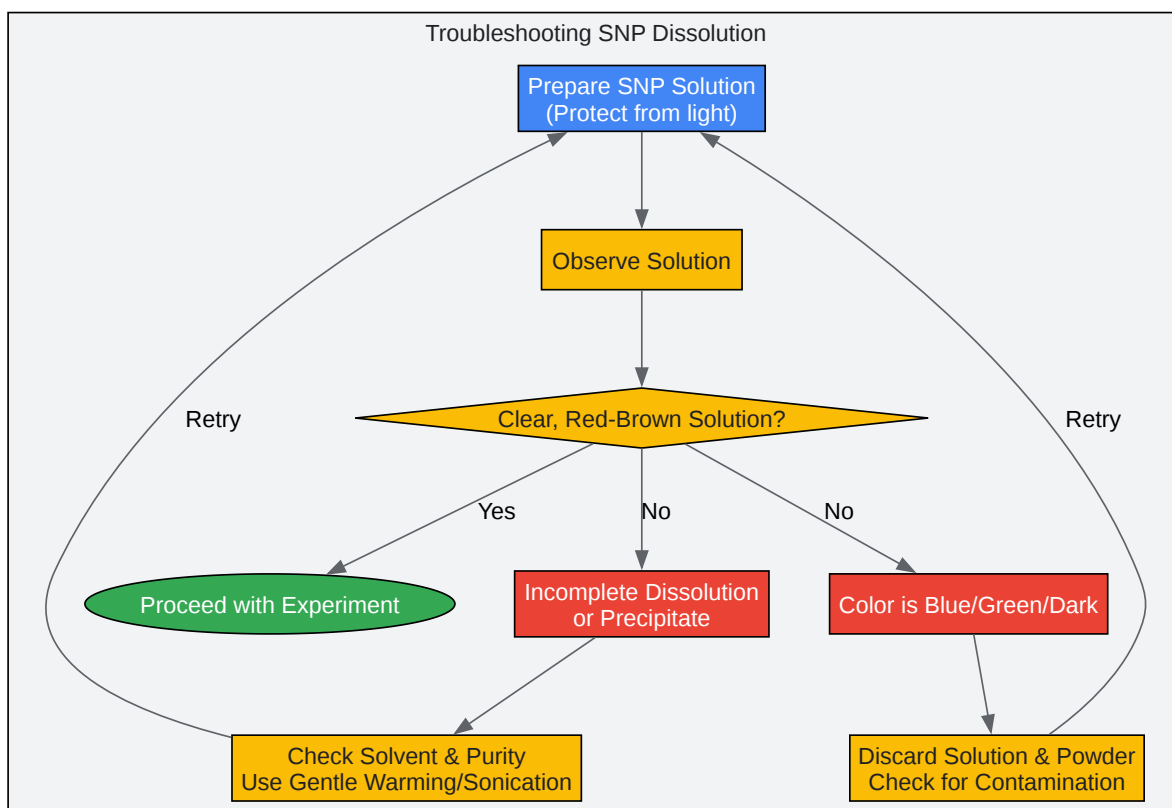 Troubleshooting SNP Dissolution
Prepare SNP Solution
(Protect from light)
Observe Solution
Clear, Red-Brown Solution?
Retry
Retry
Yes
No
No
Proceed with Experiment
Incomplete Dissolution
or Precipitate
Color is Blue/Green/Dark
Check Solvent & Purity
Use Gentle Warming/Sonication
Discard Solution & Powder
Check for Contamination